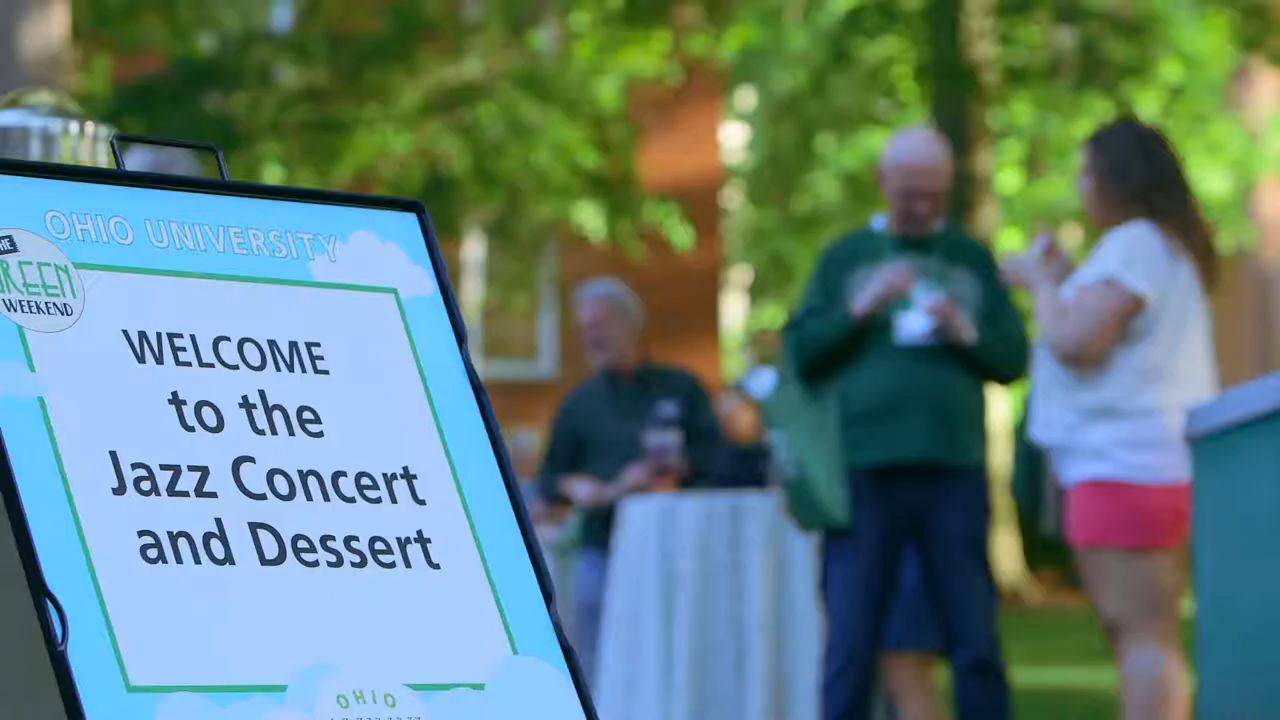 OHIO UNIVERSITY
THE
GREEN
WEEKEND
WELCOME
to the
Jazz Concert
and Dessert
OHIO